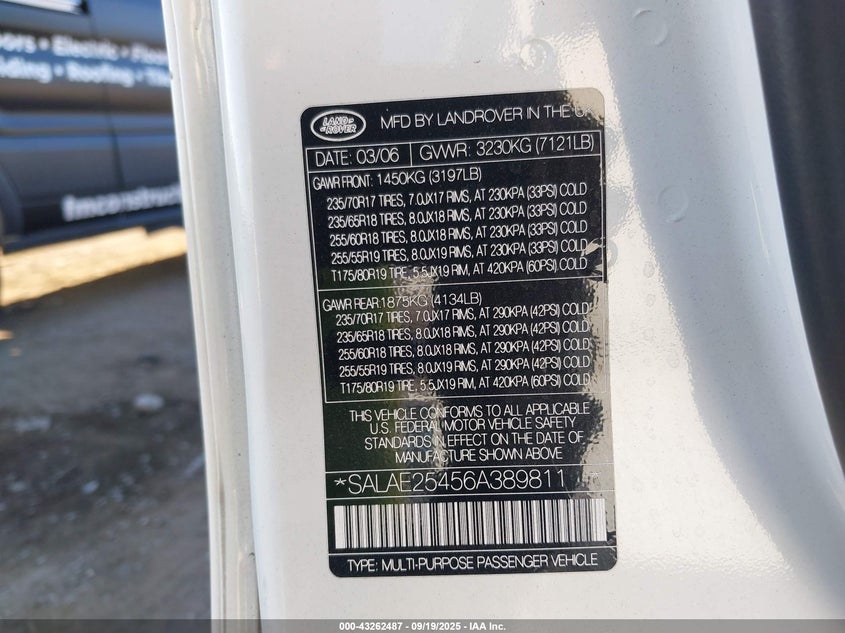 oors • Electric • Floor
lding • Roofing • Tile
fmconstruct
LAND ROVER
MFD BY LANDROVER IN THE UK
DATE: 03/06 GVWR: 3230KG (7121LB)
GAWR FRONT: 1450KG (3197LB)
235/70R17 TIRES, 7.0JX17 RIMS, AT 230KPA (33PSI) COLD
235/65R18 TIRES, 8.0JX18 RIMS, AT 230KPA (33PSI) COLD
255/60R18 TIRES, 8.0JX18 RIMS, AT 230KPA (33PSI) COLD
255/55R19 TIRES, 8.0JX19 RIMS, AT 230KPA (33PSI) COLD
T175/80R19 TIRE, 5.5JX19 RIM, AT 420KPA (60PSI) COLD
GAWR REAR: 1875KG (4134LB)
235/70R17 TIRES, 7.0JX17 RIMS, AT 290KPA (42PSI) COLD
235/65R18 TIRES, 8.0JX18 RIMS, AT 290KPA (42PSI) COLD
255/60R18 TIRES, 8.0JX18 RIMS, AT 290KPA (42PSI) COLD
255/55R19 TIRES, 8.0JX19 RIMS, AT 290KPA (42PSI) COLD
T175/80R19 TIRE, 5.5JX19 RIM, AT 420KPA (60PSI) COLD
THIS VEHICLE CONFORMS TO ALL APPLICABLE
U.S. FEDERAL MOTOR VEHICLE SAFETY
STANDARDS IN EFFECT ON THE DATE OF
MANUFACTURE SHOWN ABOVE
*SALAE25456A389811*
TYPE: MULTI-PURPOSE PASSENGER VEHICLE
000-43262487 - 09/19/2025 - IAA Inc.